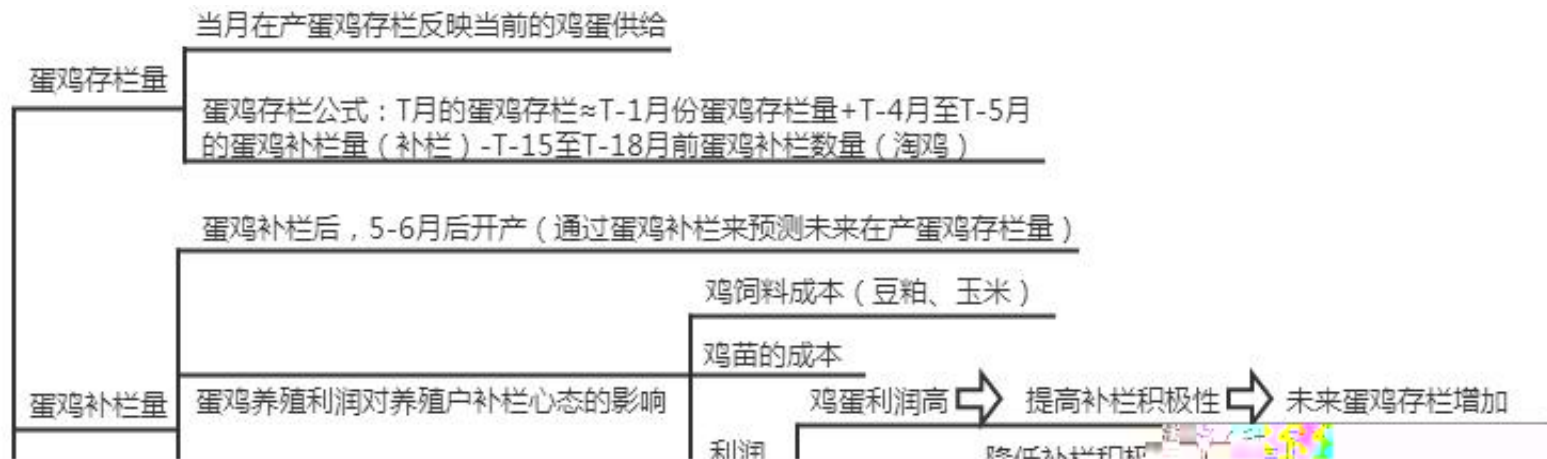 当月在产蛋鸡存栏反映当前的鸡蛋供给
蛋鸡存栏量
蛋鸡存栏公式：T月的蛋鸡存栏≈T-1月份蛋鸡存栏量+T-4月至T-5月
的蛋鸡补栏量（补栏）-T-15至T-18月前蛋鸡补栏数量（淘鸡）
蛋鸡补栏后，5-6月后开产（通过蛋鸡补栏来预测未来在产蛋鸡存栏量）
鸡饲料成本（豆粕、玉米）
鸡苗的成本
蛋鸡补栏量
蛋鸡养殖利润对养殖户补栏心态的影响
鸡蛋利润高 提高补栏积极性 未来蛋鸡存栏增加
利润
降低补栏积极